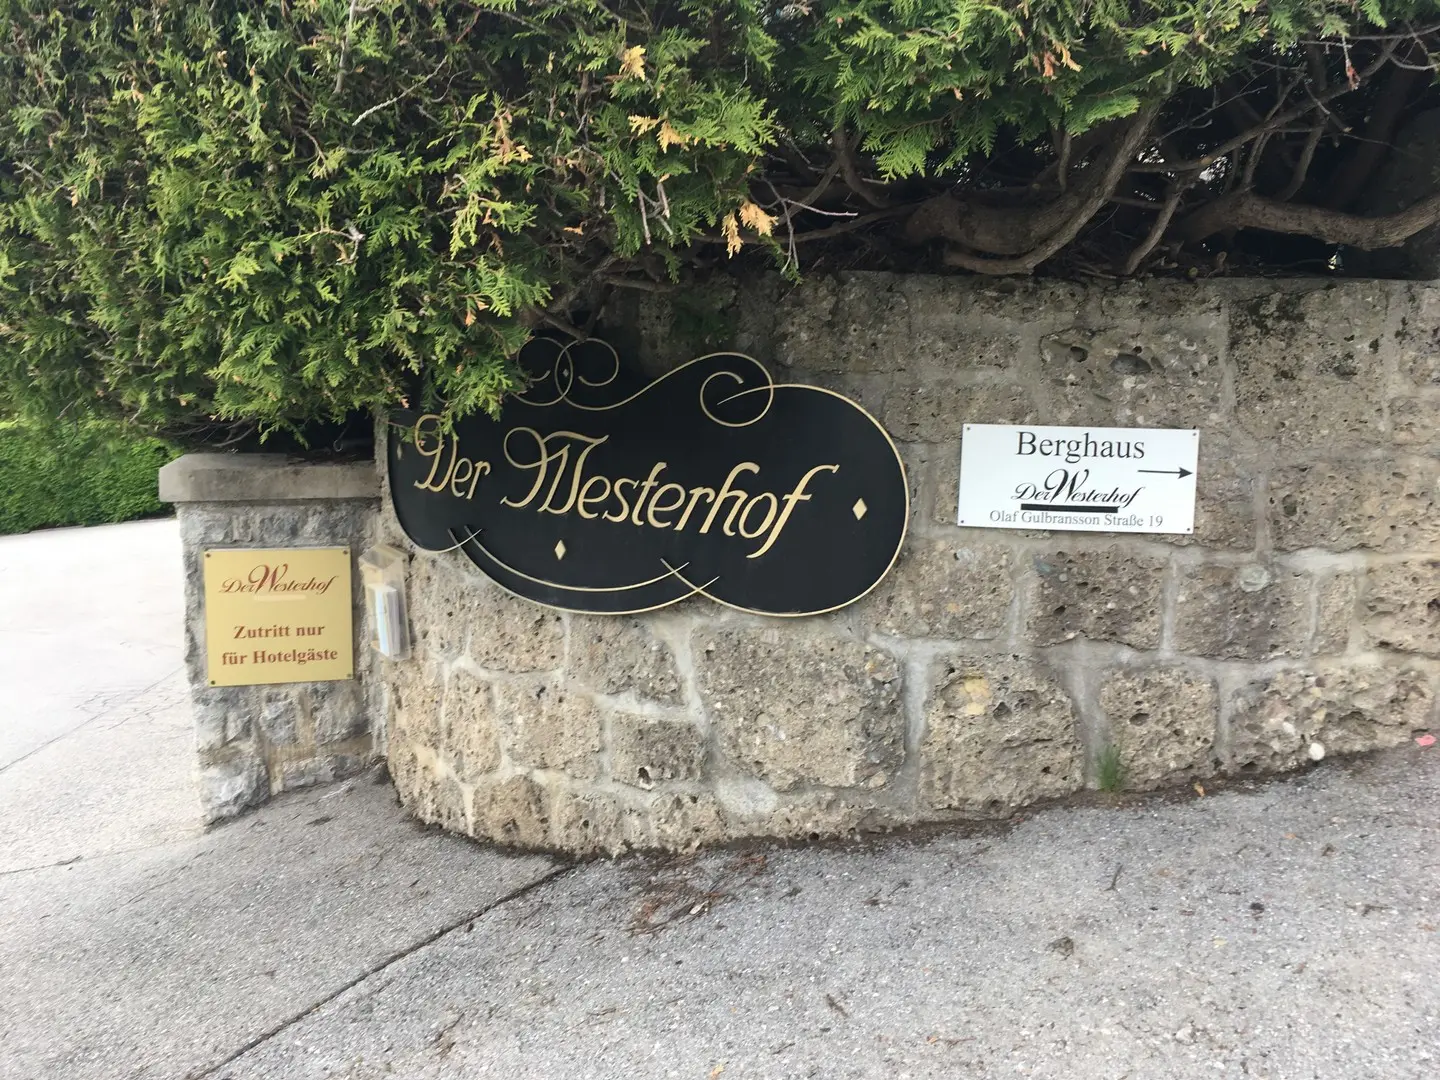 Der Westerhof
Berghaus
Der Westerhof
Olaf Gulbransson Straße 19
Der Westerhof
Zutritt nur
für Hotelgäste